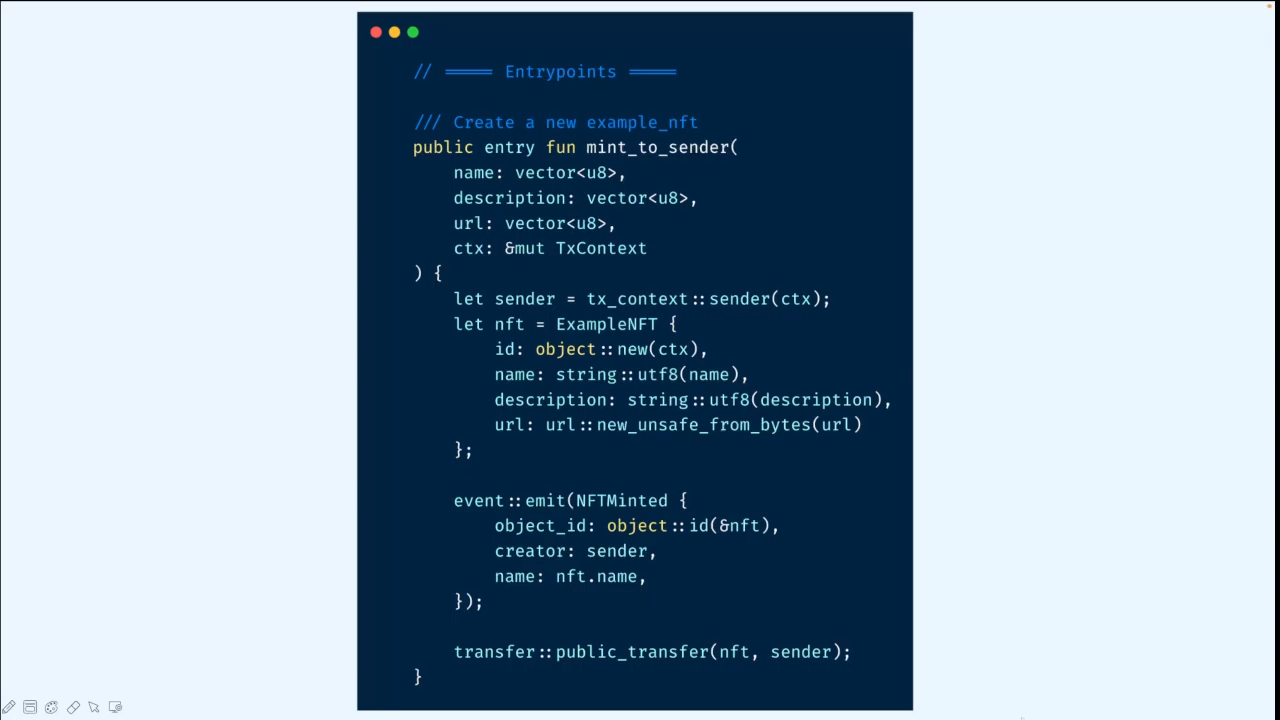 // ===== Entrypoints =====
/// Create a new example_nft
public entry fun mint_to_sender(
name: vector<u8>,
description: vector<u8>,
url: vector<u8>,
ctx: &mut TxContext
) {
let sender = tx_context::sender(ctx);
let nft = ExampleNFT {
id: object::new(ctx),
name: string::utf8(name),
description: string::utf8(description),
url: url::new_unsafe_from_bytes(url)
};
event::emit(NFTMinted {
object_id: object::id(&nft),
creator: sender,
name: nft.name,
});
transfer::public_transfer(nft, sender);
}